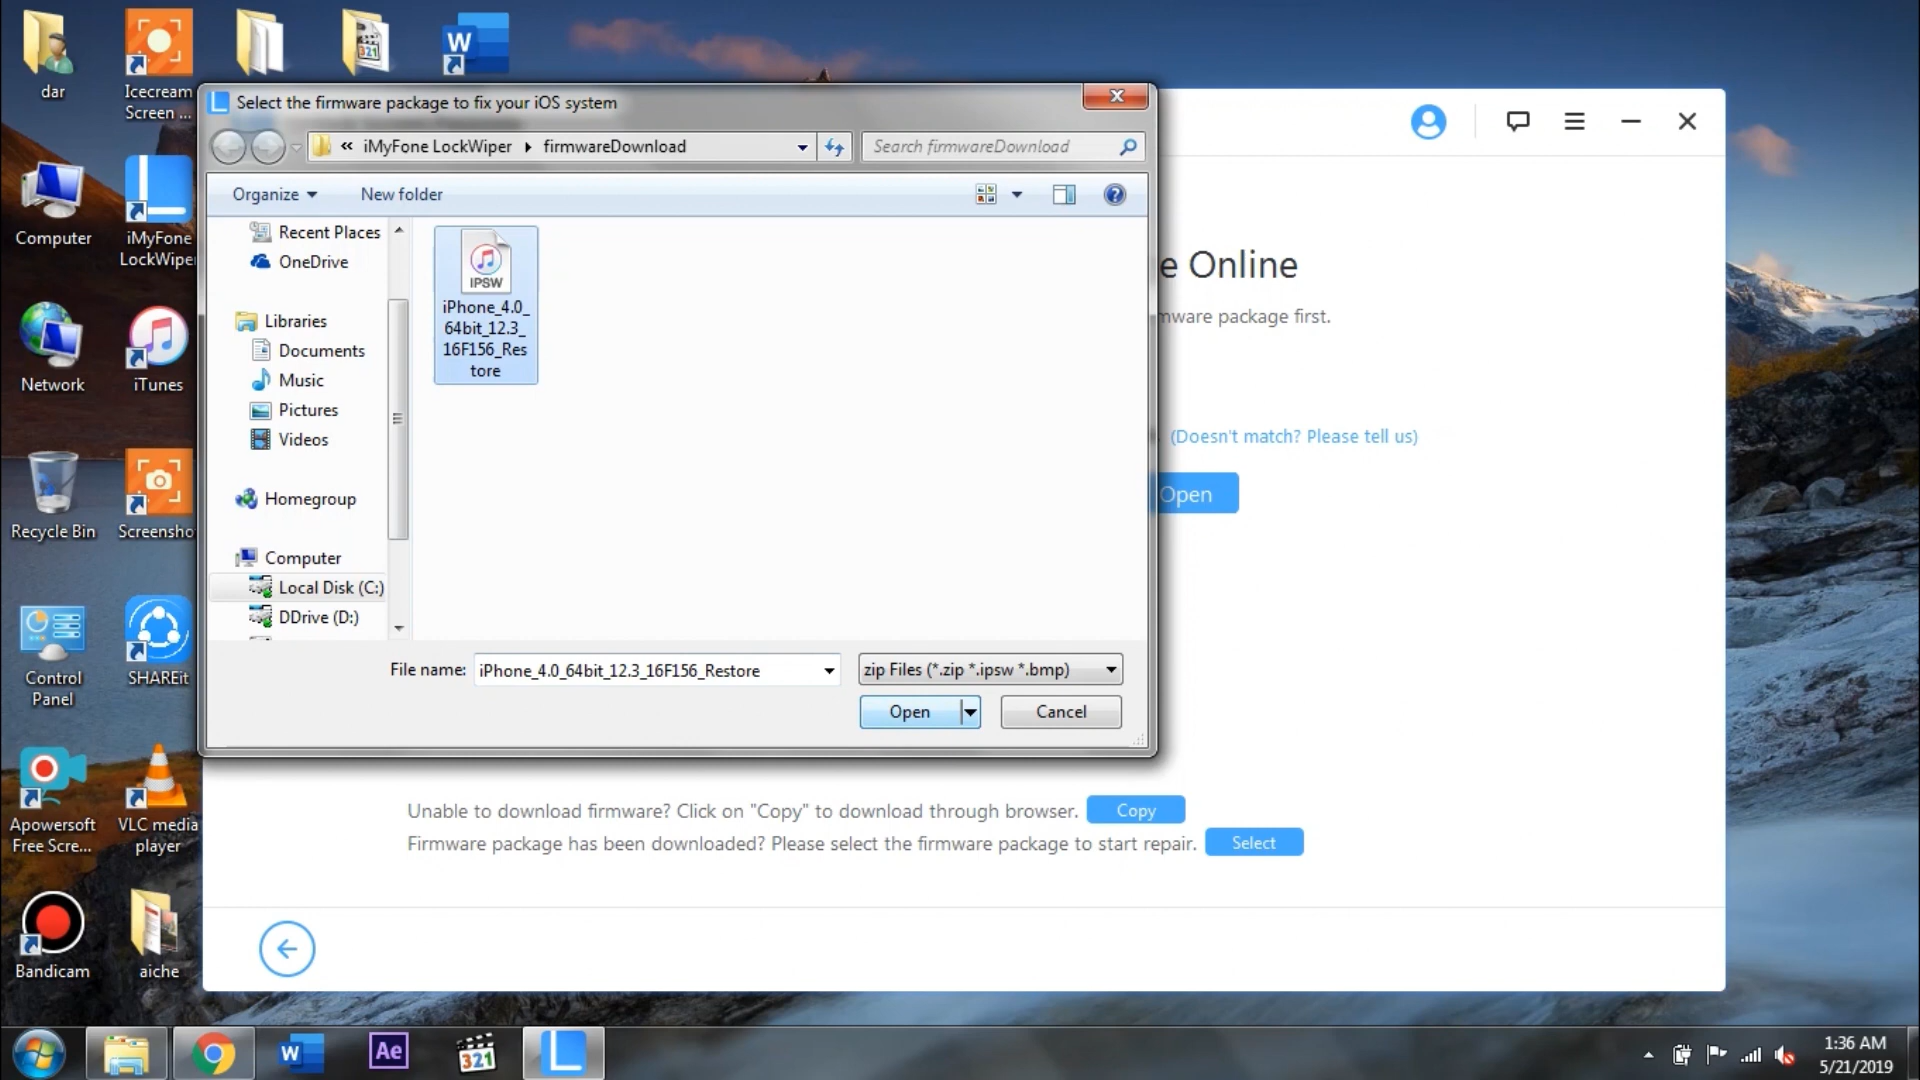 dar
Icecream
Screen ...
Computer
iMyFone
LockWiper
Network
iTunes
Recycle Bin
Screensho
Control
Panel
SHAREit
Apowersoft
Free Scre...
VLC media
player
Bandicam
aiche
Select the firmware package to fix your iOS system
« iMyFone LockWiper firmwareDownload
Search firmwareDownload
Organize
New folder
Recent Places
OneDrive
Libraries
Documents
Music
Pictures
Videos
Homegroup
Computer
Local Disk (C:)
DDrive (D:)
IPSW
iPhone_4.0_
64bit_12.3_
16F156_Res
tore
File name: iPhone_4.0_64bit_12.3_16F156_Restore
zip Files (*.zip *.ipsw *.bmp)
Open
Cancel
e Online
mware package first.
(Doesn't match? Please tell us)
Open
Unable to download firmware? Click on "Copy" to download through browser. Copy
Firmware package has been downloaded? Please select the firmware package to start repair. Select
W
W
Ae
321
321
1:36 AM
5/21/2019